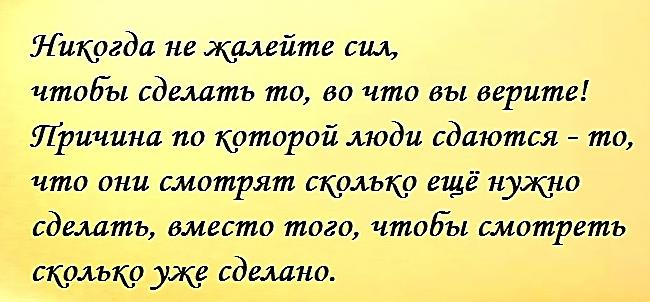 Никогда не жалейте сил,
чтобы сделать то, во что вы верите!
Причина по которой люди сдаются - то,
что они смотрят сколько ещё нужно
сделать, вместо того, чтобы смотреть
сколько уже сделано.